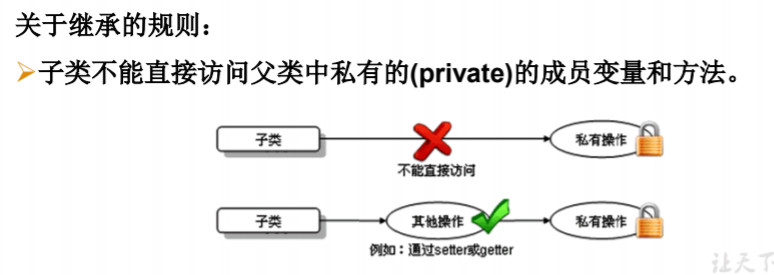 关于继承的规则：
子类不能直接访问父类中私有的(private)的成员变量和方法。
子类
私有操作
不能直接访问
子类
其他操作
私有操作
例如：通过setter或getter
让天下